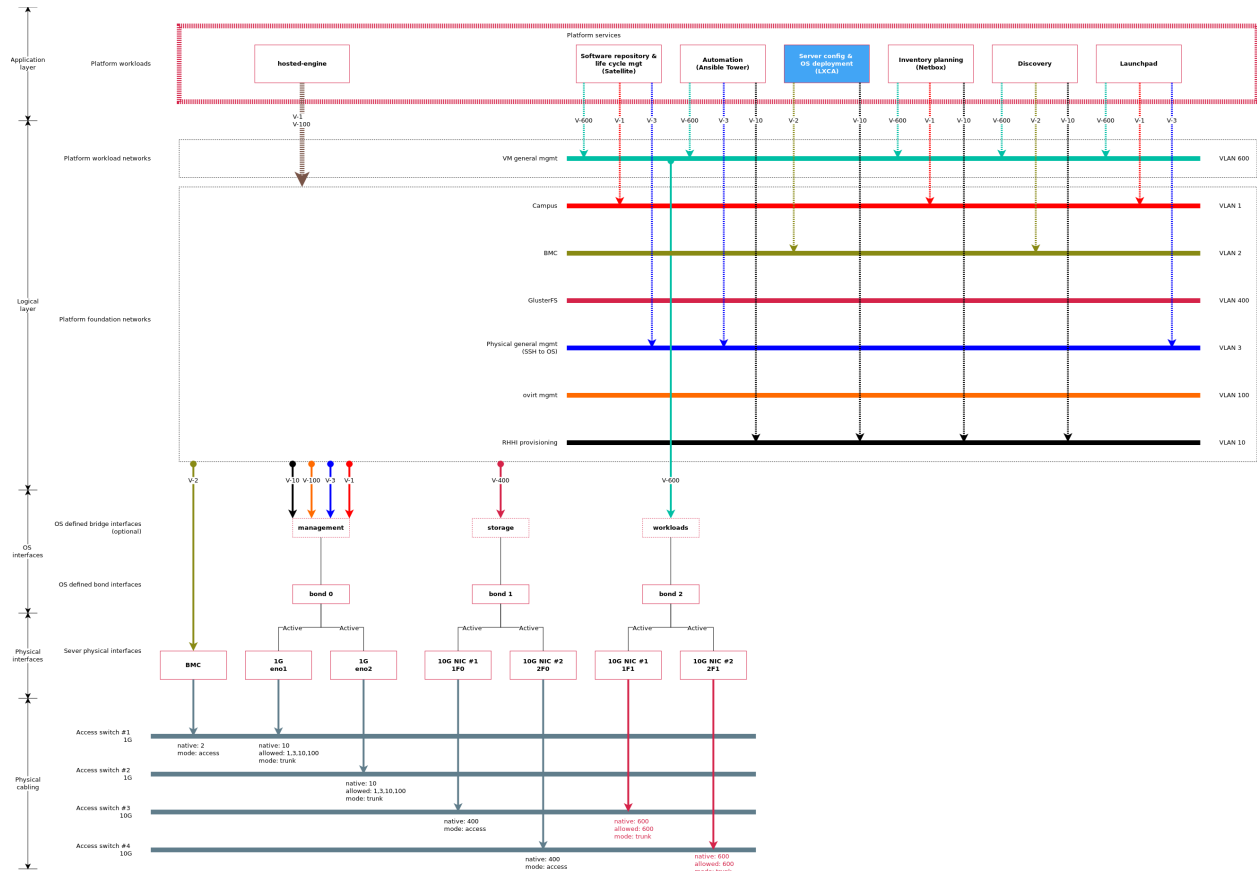 Platform services
Application
layer
Platform workloads
hosted-engine
Software repository &
life cycle mgt
(Satellite)
Automation
(Ansible Tower)
Server config &
OS deployment
(LXCA)
Inventory planning
(Netbox)
Discovery
Launchpad
V-1
V-100
V-600
V-1
V-3
V-600
V-3
V-10
V-2
V-10
V-600
V-1
V-10
V-600
V-2
V-10
V-600
V-1
V-3
Platform workload networks
VM general mgmt
VLAN 600
Campus
VLAN 1
BMC
VLAN 2
GlusterFS
VLAN 400
Logical
layer
Platform foundation networks
Physical general mgmt
(SSH to OS)
VLAN 3
ovirt mgmt
VLAN 100
RHHI provisioning
VLAN 10
V-2
V-10
V-100
V-3
V-1
V-400
V-600
OS defined bridge interfaces
(optional)
management
storage
workloads
OS
interfaces
OS defined bond interfaces
bond 0
bond 1
bond 2
Active
Active
Active
Active
Active
Active
Physical
interfaces
Sever physical interfaces
BMC
1G
eno1
1G
eno2
10G NIC #1
1F0
10G NIC #2
2F0
10G NIC #1
1F1
10G NIC #2
2F1
Access switch #1
1G
native: 2
mode: access
native: 10
allowed: 1,3,10,100
mode: trunk
Access switch #2
1G
Physical
cabling
native: 10
allowed: 1,3,10,100
mode: trunk
Access switch #3
10G
native: 400
mode: access
native: 600
allowed: 600
mode: trunk
Access switch #4
10G
native: 400
mode: access
native: 600
allowed: 600
mode: trunk